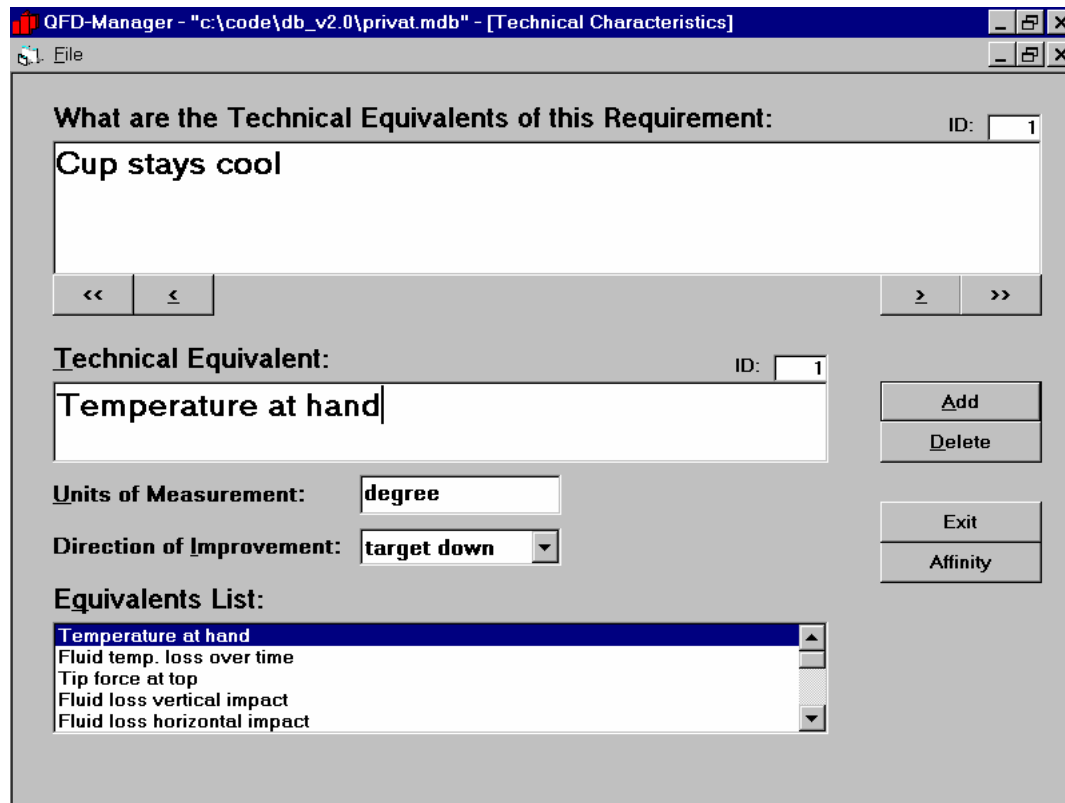 QFD-Manager - "c:\code\db_v2.0\privat.mdb" - [Technical Characteristics]
File
What are the Technical Equivalents of this Requirement:
ID: 1
Cup stays cool
<< < > >>
Technical Equivalent:
ID: 1
Temperature at hand
Add
Delete
Units of Measurement: degree
Exit
Direction of Improvement: target down
Affinity
Equivalents List:
Temperature at hand
Fluid temp. loss over time
Tip force at top
Fluid loss vertical impact
Fluid loss horizontal impact